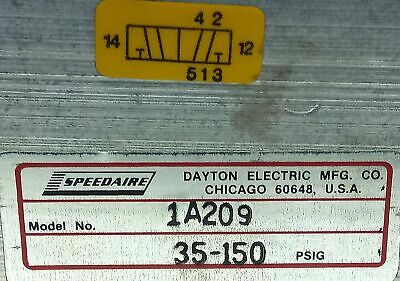 4 2
14 12
5 1 3
SPEEDAIRE
DAYTON ELECTRIC MFG. CO.
CHICAGO 60648, U.S.A.
Model No. 1A209
35-150 PSIG